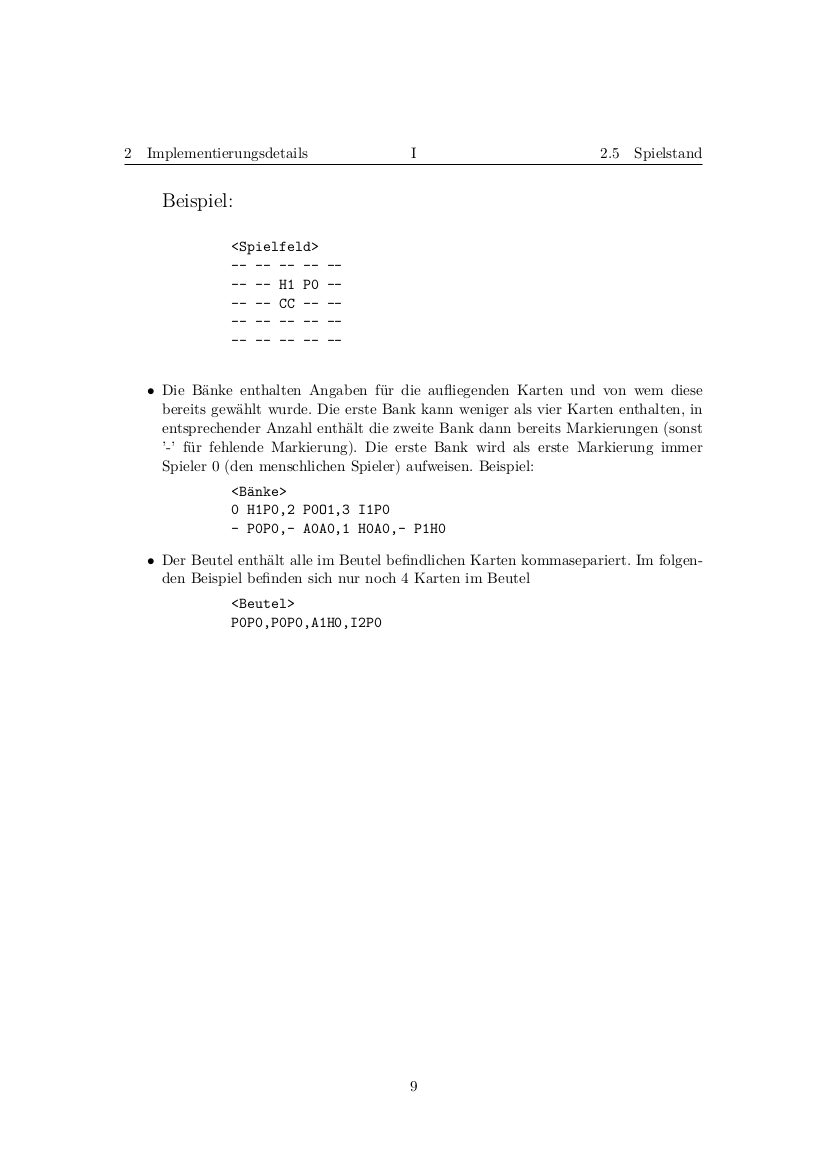 2 Implementierungsdetails I 2.5 Spielstand
Beispiel:
<Spielfeld>
-- -- -- -- --
-- -- H1 P0 --
-- -- CC -- --
-- -- -- -- --
-- -- -- -- --
• Die Bänke enthalten Angaben für die aufliegenden Karten und von wem diese
bereits gewählt wurde. Die erste Bank kann weniger als vier Karten enthalten, in
entsprechender Anzahl enthält die zweite Bank dann bereits Markierungen (sonst
'-' für fehlende Markierung). Die erste Bank wird als erste Markierung immer
Spieler 0 (den menschlichen Spieler) aufweisen. Beispiel:
<Bänke>
0 H1P0,2 P0O1,3 I1P0
- P0P0,- A0A0,1 H0A0,- P1H0
• Der Beutel enthält alle im Beutel befindlichen Karten kommasepariert. Im folgen-
den Beispiel befinden sich nur noch 4 Karten im Beutel
<Beutel>
P0P0,P0P0,A1H0,I2P0
9